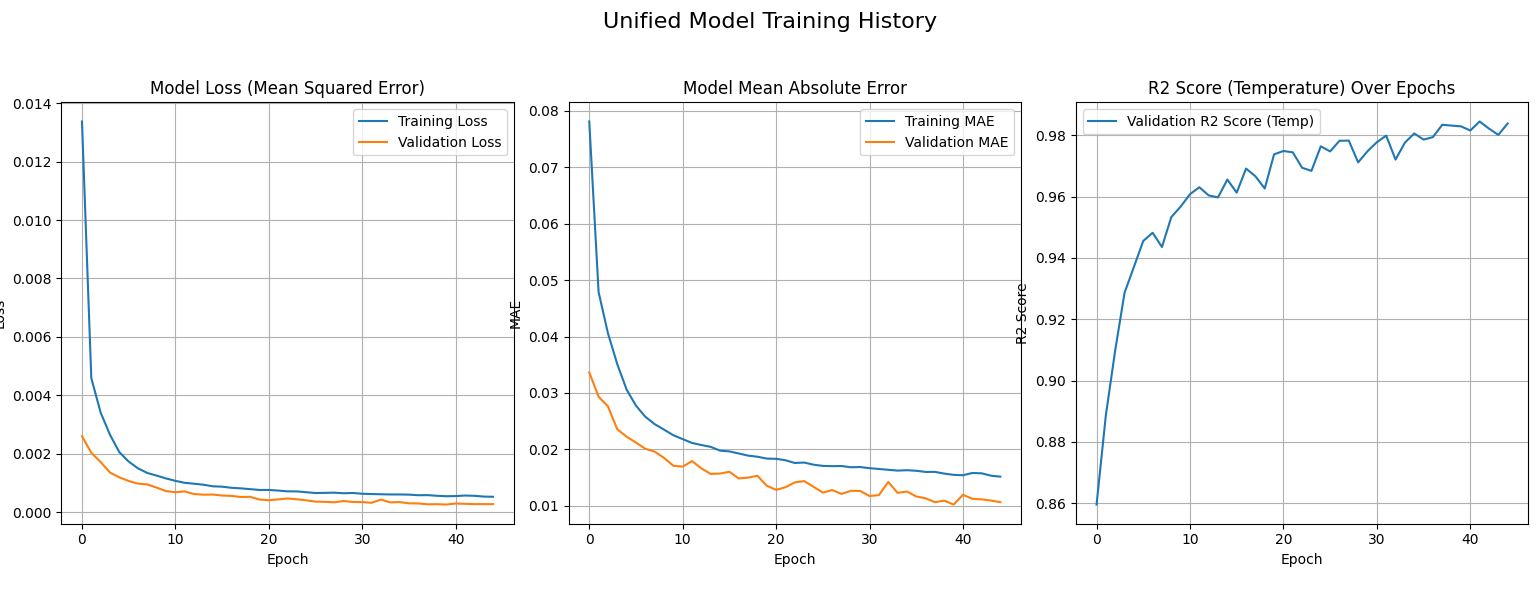 Unified Model Training History
Model Loss (Mean Squared Error)
0.014
0.012
0.010
0.008
0.006
0.004
0.002
0.000
Loss
Training Loss
Validation Loss
0 10 20 30 40
Epoch
Model Mean Absolute Error
0.08
0.07
0.06
0.05
0.04
0.03
0.02
0.01
MAE
Training MAE
Validation MAE
0 10 20 30 40
Epoch
R2 Score (Temperature) Over Epochs
0.98
0.96
0.94
0.92
0.90
0.88
0.86
R2 Score
Validation R2 Score (Temp)
0 10 20 30 40
Epoch